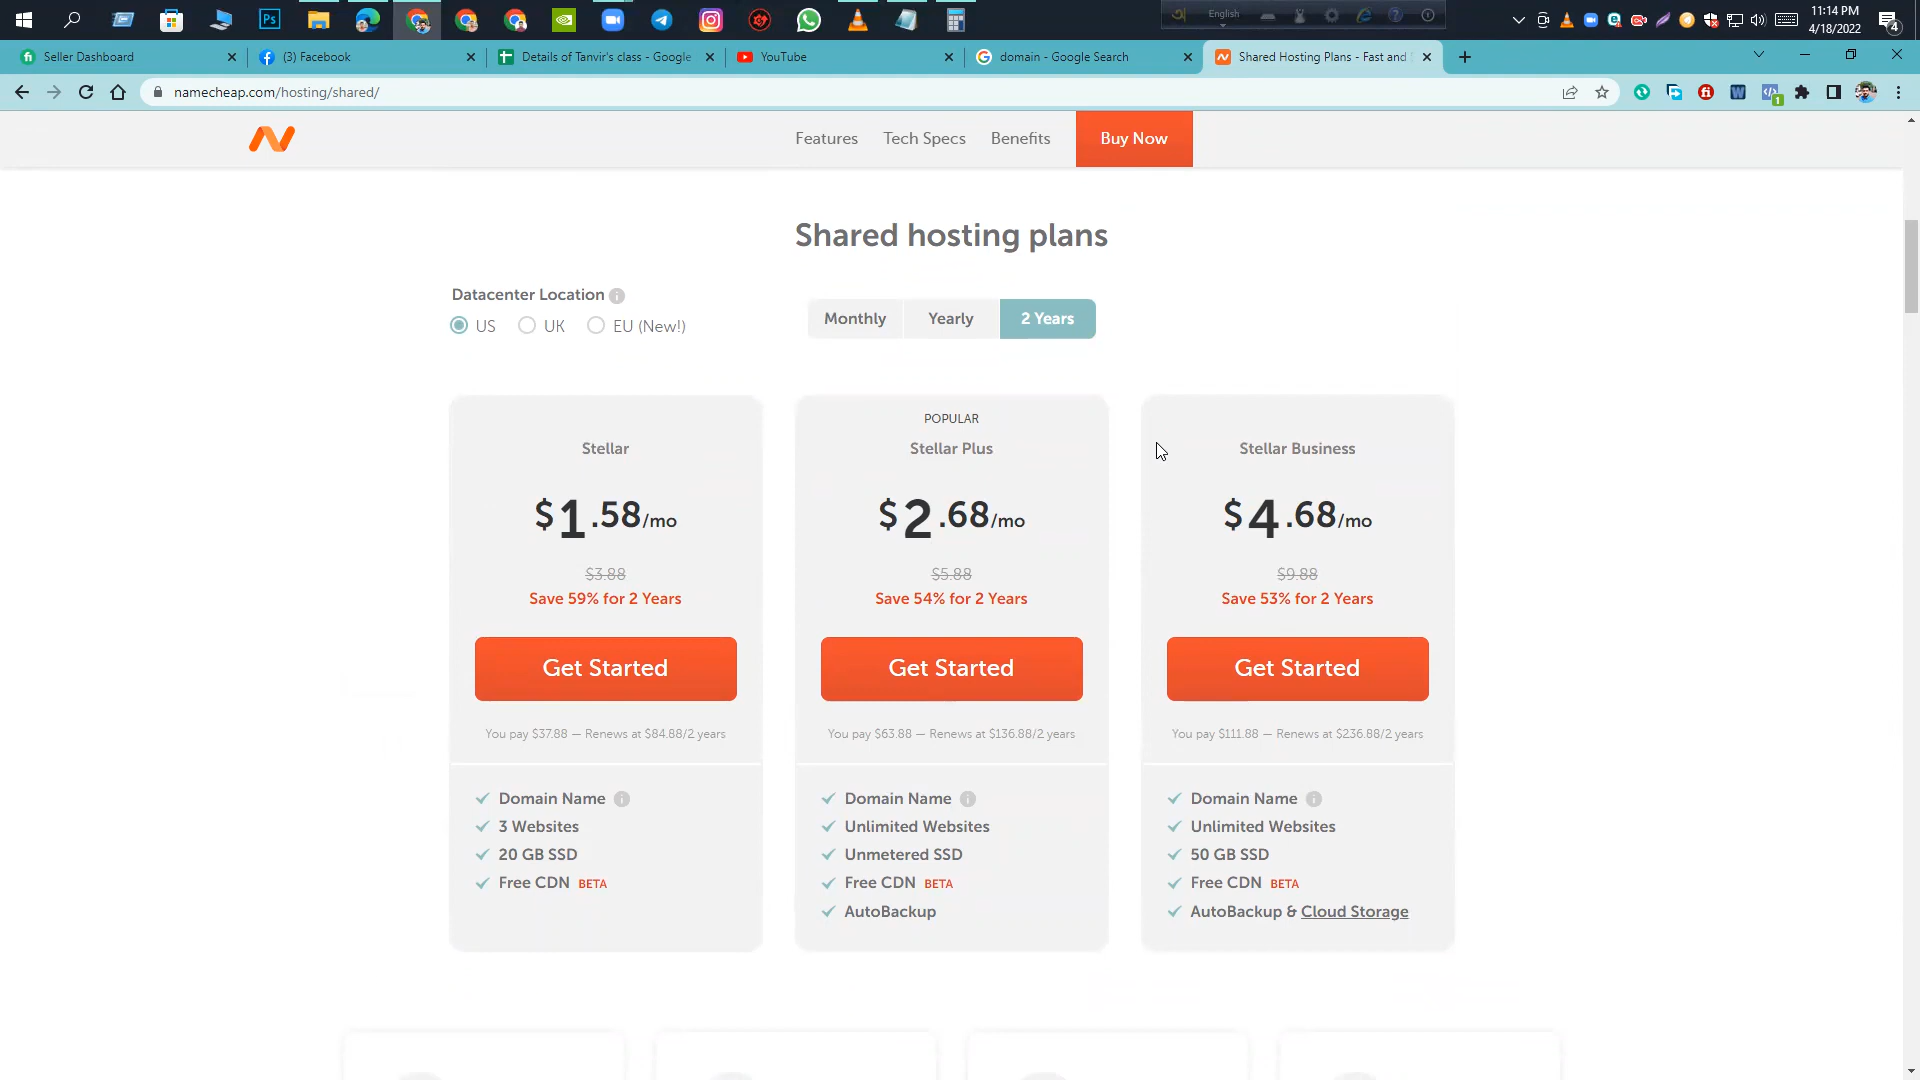 English
11:14 PM
4/18/2022
4
Seller Dashboard
(3) Facebook
Details of Tanvir's class - Google
YouTube
domain - Google Search
Shared Hosting Plans - Fast and
namecheap.com/hosting/shared/
1
Features
Tech Specs
Benefits
Buy Now
Shared hosting plans
Datacenter Location
US
UK
EU (New!)
Monthly
Yearly
2 Years
Stellar
$1.58/mo
$3.88
Save 59% for 2 Years
Get Started
You pay $37.88 — Renews at $84.88/2 years
Domain Name
3 Websites
20 GB SSD
Free CDN BETA
POPULAR
Stellar Plus
$2.68/mo
$5.88
Save 54% for 2 Years
Get Started
You pay $63.88 — Renews at $136.88/2 years
Domain Name
Unlimited Websites
Unmetered SSD
Free CDN BETA
AutoBackup
Stellar Business
$4.68/mo
$9.88
Save 53% for 2 Years
Get Started
You pay $111.88 — Renews at $236.88/2 years
Domain Name
Unlimited Websites
50 GB SSD
Free CDN BETA
AutoBackup & Cloud Storage